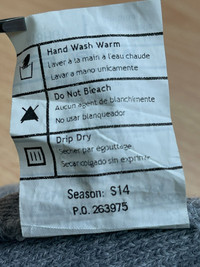 Hand Wash Warm
Laver à la main à l'eau chaude
Lavar a mano unicamente
Do Not Bleach
Aucun agent de blanchimente
No usar blanqueador
Drip Dry
Sécher par égouttage
Secar colgado sin exprimir
Season: S14
P.O. 263975